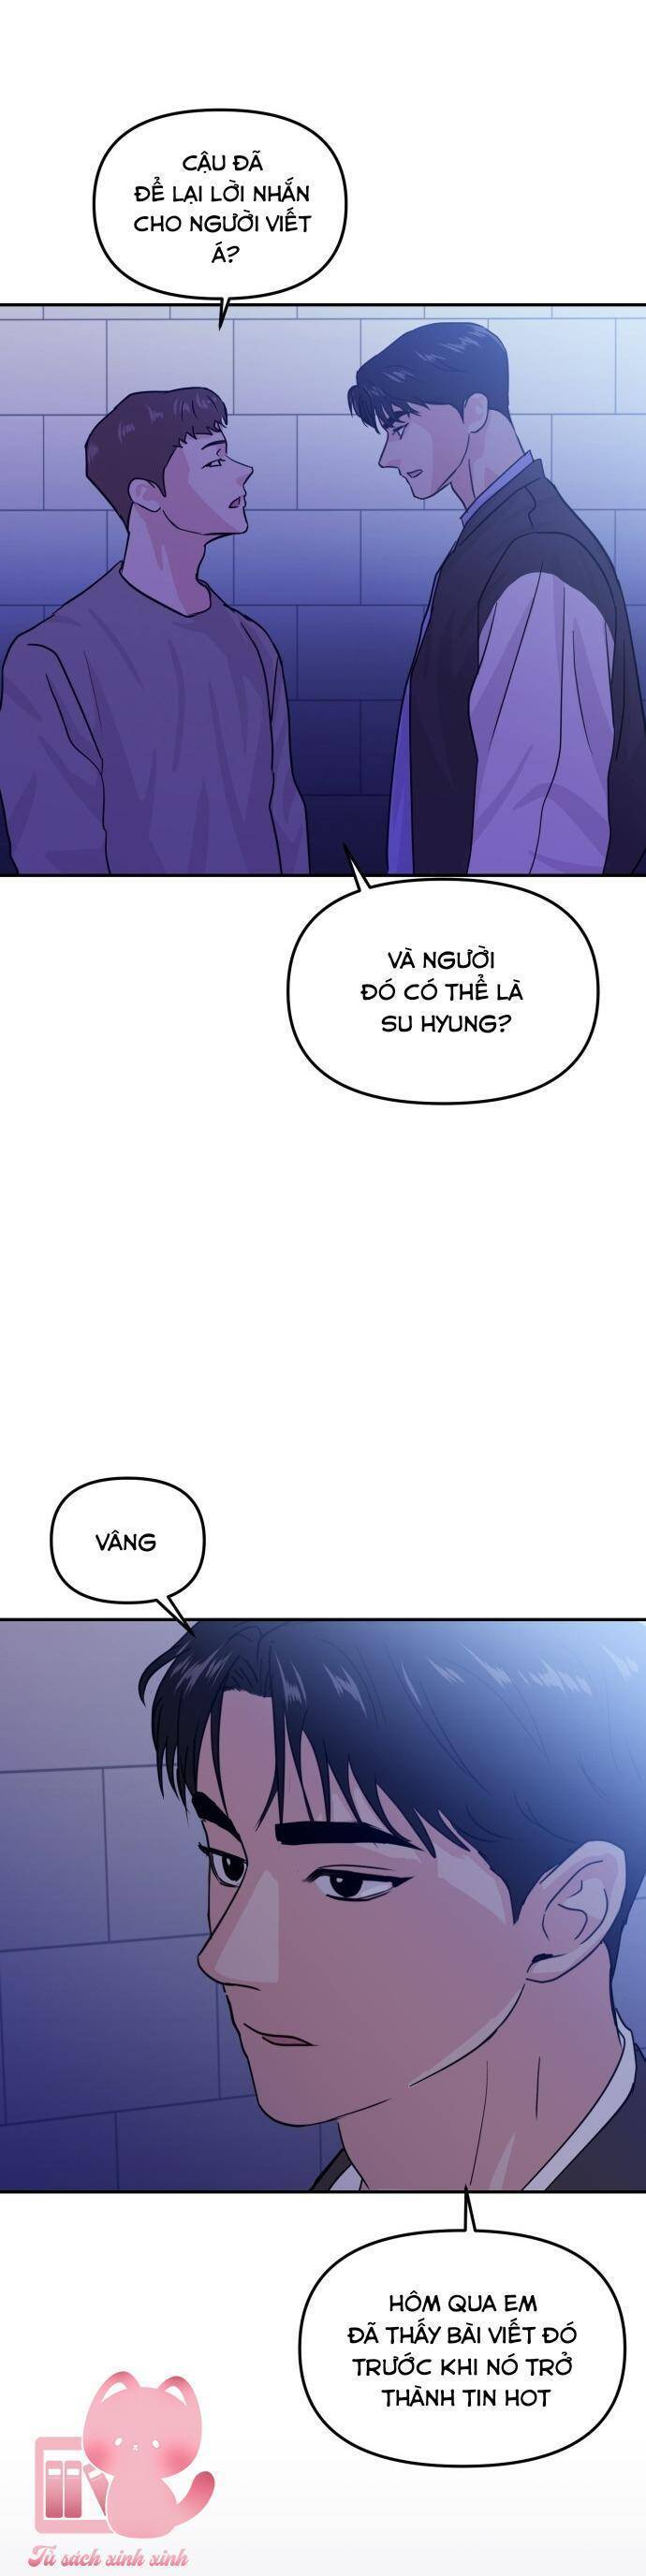 CẬU ĐÃ
ĐỂ LẠI LỜI NHẮN
CHO NGƯỜI VIẾT
Á?
VÀ NGƯỜI
ĐÓ CÓ THỂ LÀ
SU HYUNG?
VÂNG
HÔM QUA EM
ĐÃ THẤY BÀI VIẾT ĐÓ
TRƯỚC KHI NÓ TRỞ
THÀNH TIN HOT
Tủ sách xinh xinh